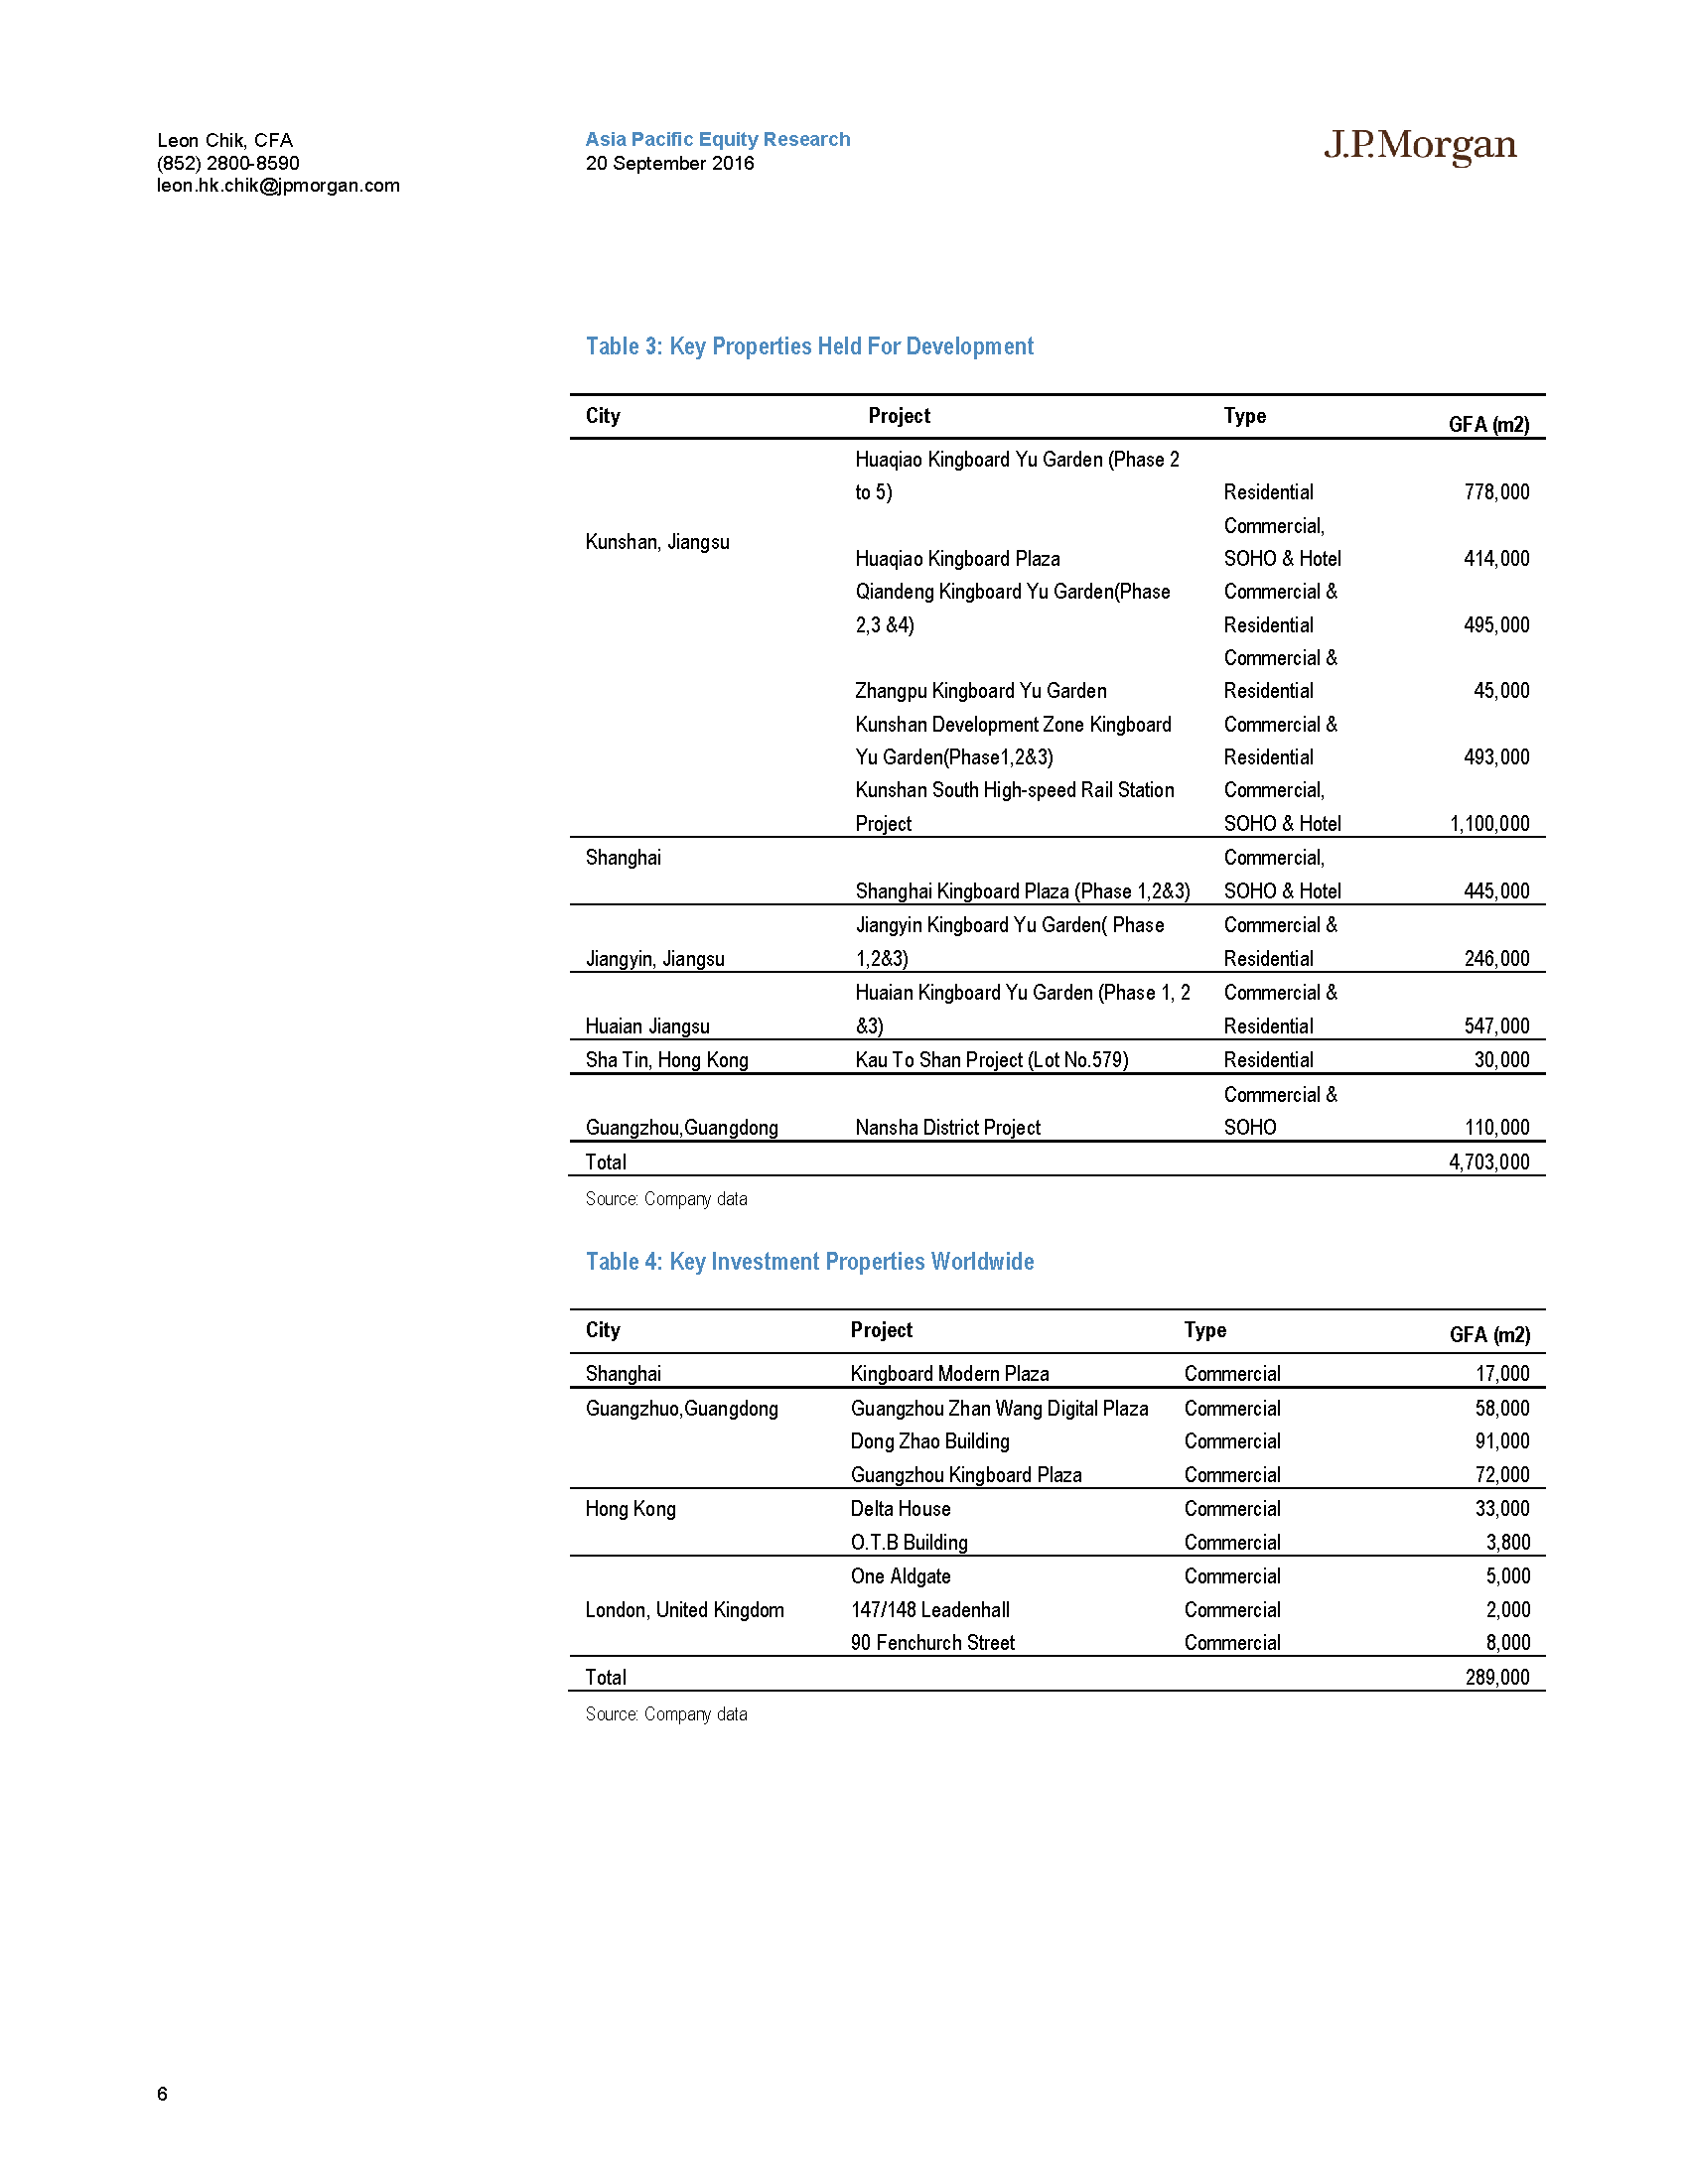 Leon Chik, CFA
(852) 2800-8590
leon.hk.chik@jpmorgan.com
Asia Pacific Equity Research
20 September 2016
J.P.Morgan
Table 3: Key Properties Held For Development
City Project Type GFA (m2)
Huaqiao Kingboard Yu Garden (Phase 2
to 5) Residential 778,000
Kunshan, Jiangsu
Commercial,
Huaqiao Kingboard Plaza SOHO & Hotel 414,000
Qiandeng Kingboard Yu Garden(Phase Commercial &
2,3 &4) Residential 495,000
Commercial &
Zhangpu Kingboard Yu Garden Residential 45,000
Kunshan Development Zone Kingboard Commercial &
Yu Garden(Phase1,2&3) Residential 493,000
Kunshan South High-speed Rail Station Commercial,
Project SOHO & Hotel 1,100,000
Shanghai Commercial,
Shanghai Kingboard Plaza (Phase 1,2&3) SOHO & Hotel 445,000
Jiangyin Kingboard Yu Garden( Phase Commercial &
Jiangyin, Jiangsu 1,2&3) Residential 246,000
Huaian Kingboard Yu Garden (Phase 1, 2 Commercial &
Huaian Jiangsu &3) Residential 547,000
Sha Tin, Hong Kong Kau To Shan Project (Lot No.579) Residential 30,000
Commercial &
Guangzhou,Guangdong Nansha District Project SOHO 110,000
Total 4,703,000
Source: Company data
Table 4: Key Investment Properties Worldwide
City Project Type GFA (m2)
Shanghai Kingboard Modern Plaza Commercial 17,000
Guangzhuo,Guangdong Guangzhou Zhan Wang Digital Plaza Commercial 58,000
Dong Zhao Building Commercial 91,000
Guangzhou Kingboard Plaza Commercial 72,000
Hong Kong Delta House Commercial 33,000
O.T.B Building Commercial 3,800
One Aldgate Commercial 5,000
London, United Kingdom 147/148 Leadenhall Commercial 2,000
90 Fenchurch Street Commercial 8,000
Total 289,000
Source: Company data
6